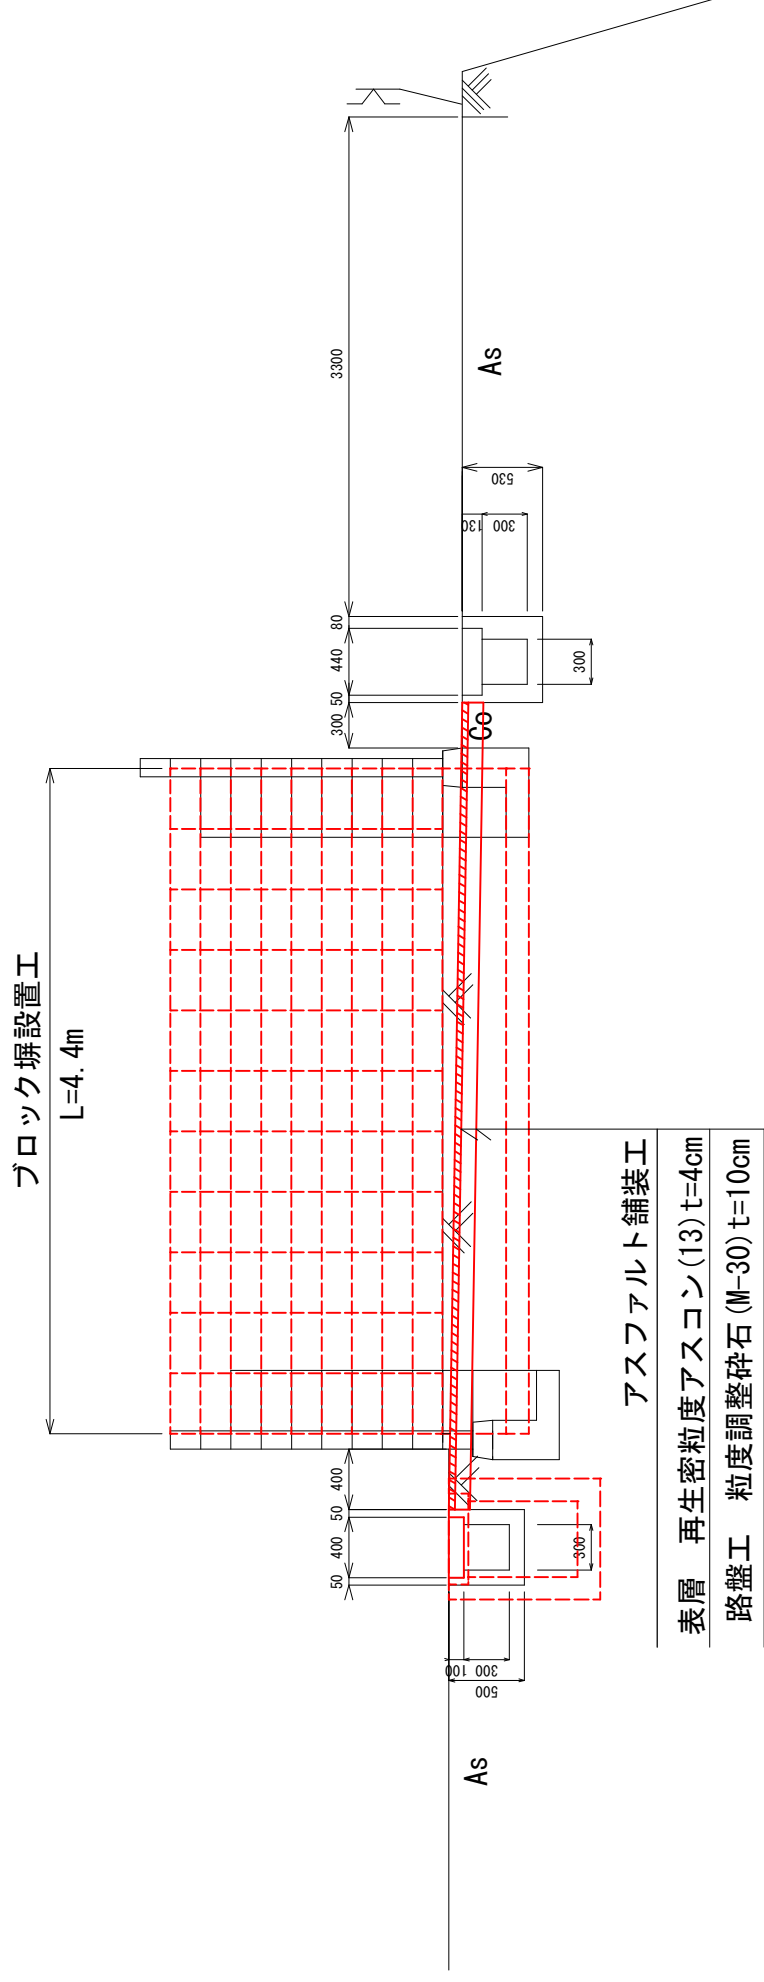 ブロック塀設置工
L=4.4m
50
400
50
400
300
50
440
80
3300
100
300
500
300
130
300
530
300
As
Co
As
アスファルト舗装工
表層 再生密粒度アスコン(13)t=4cm
路盤工 粒度調整砕石(M-30)t=10cm